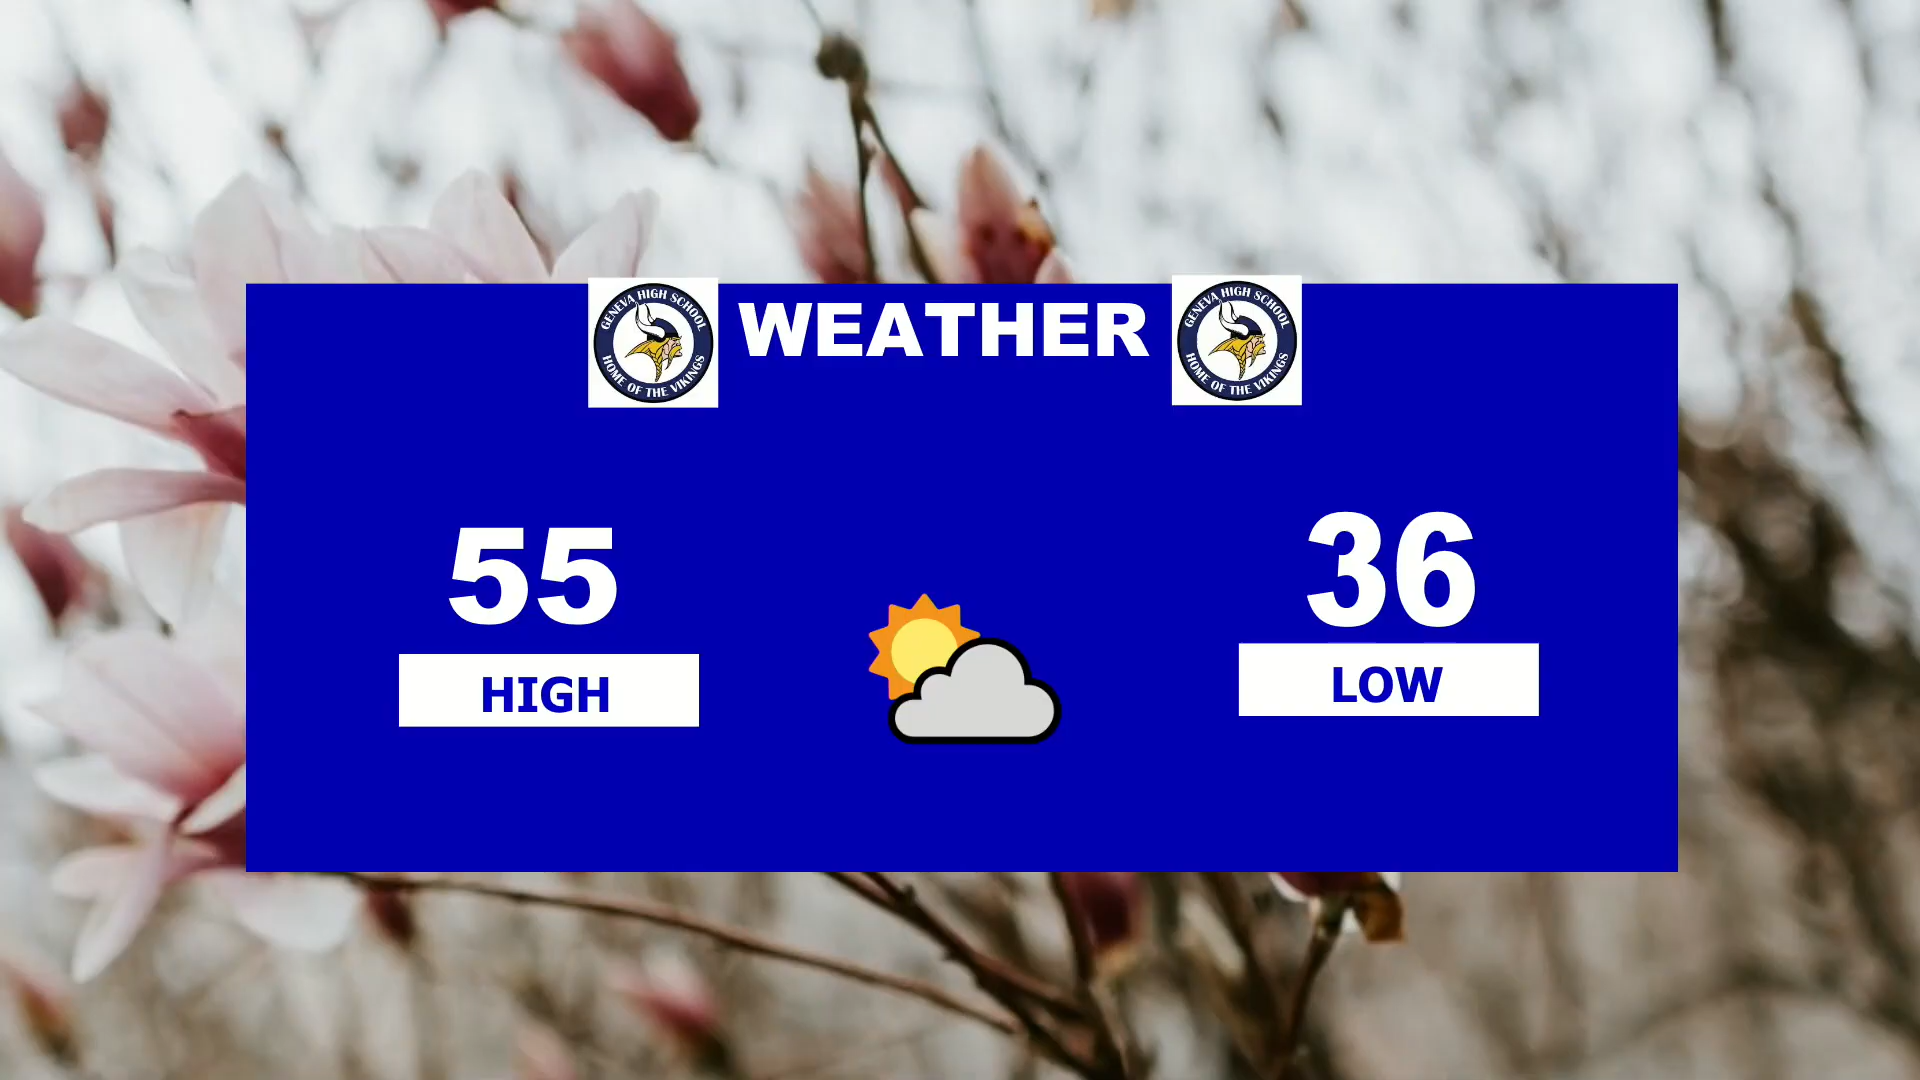 GENEVA HIGH SCHOOL
HOME OF THE VIKINGS
WEATHER
GENEVA HIGH SCHOOL
HOME OF THE VIKINGS
55
36
HIGH
LOW